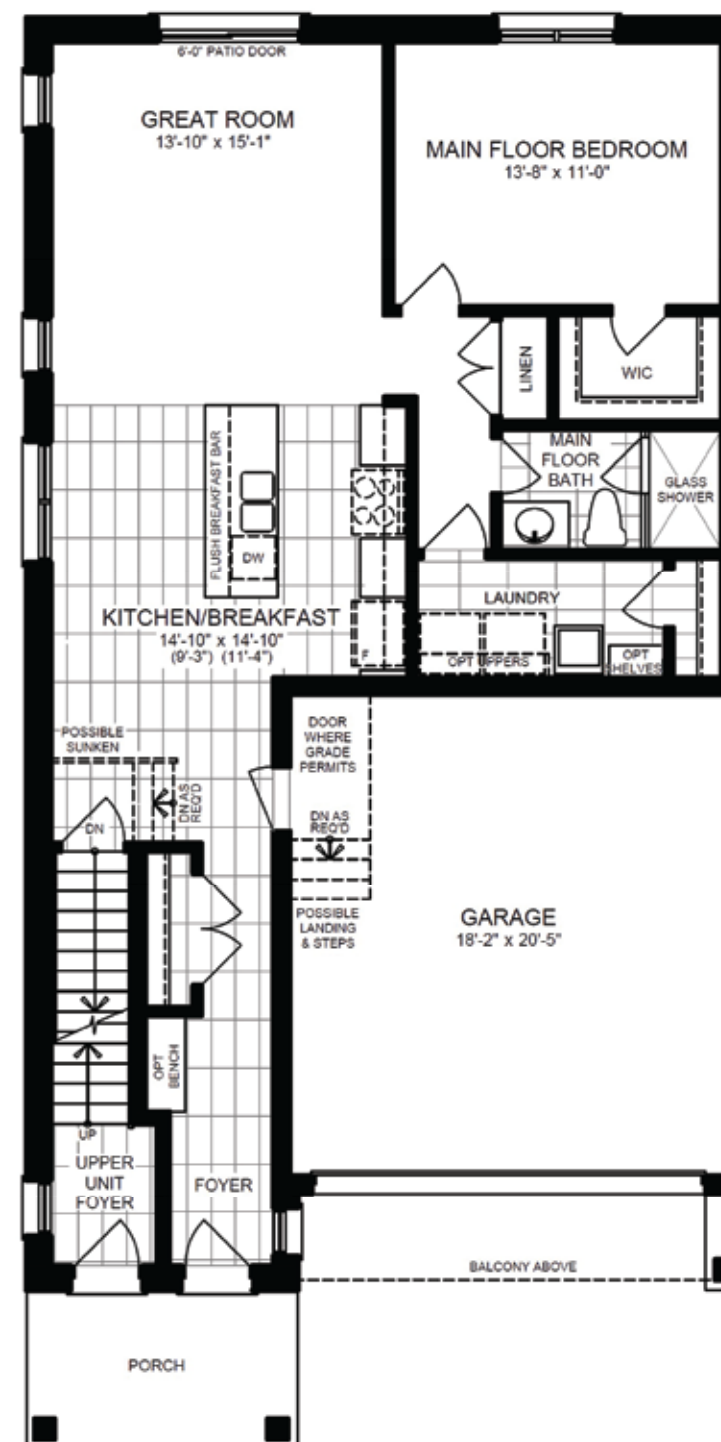 6'-0" PATIO DOOR
GREAT ROOM
13'-10" x 15'-1"
MAIN FLOOR BEDROOM
13'-8" x 11'-0"
LINEN
WIC
FLUSH BREAKFAST BAR
DW
MAIN
FLOOR
BATH
GLASS
SHOWER
KITCHEN/BREAKFAST
14'-10" x 14'-10"
(9'-3") (11'-4")
F
LAUNDRY
OPT UPPERS
OPT
SHELVES
POSSIBLE
SUNKEN
DN AS
REQ'D
DN
DOOR
WHERE
GRADE
PERMITS
DN AS
REQ'D
POSSIBLE
LANDING
& STEPS
GARAGE
18'-2" x 20'-5"
OPT
BENCH
UP
UPPER
UNIT
FOYER
FOYER
BALCONY ABOVE
PORCH